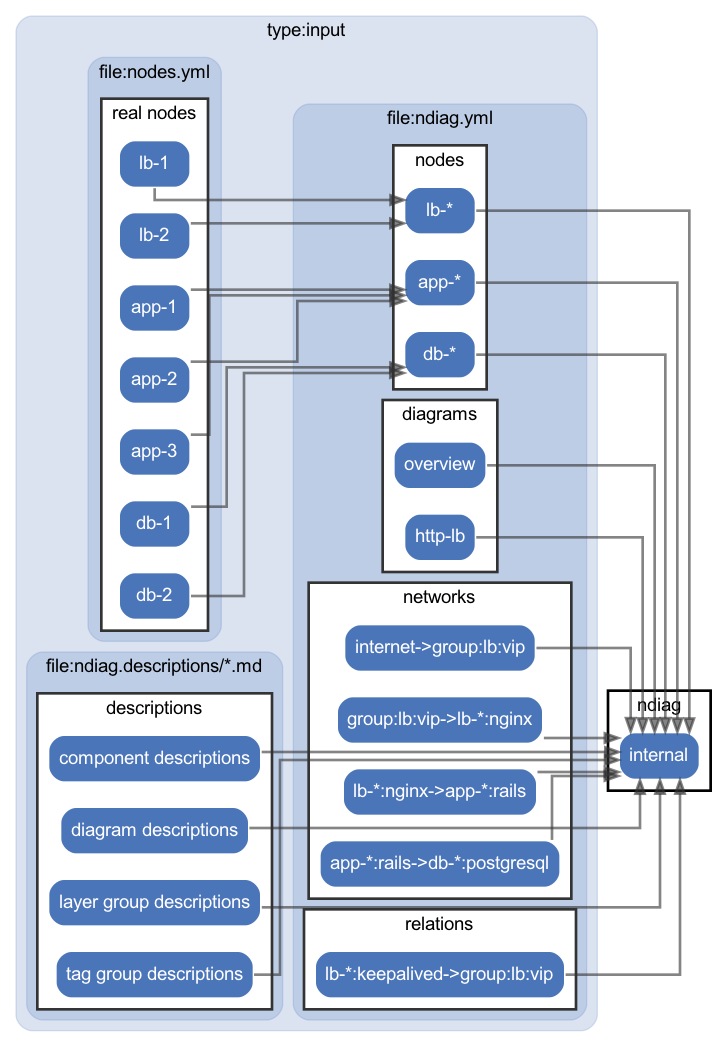 type:input
file:nodes.yml
real nodes
lb-1
lb-2
app-1
app-2
app-3
db-1
db-2
file:ndiag.descriptions/*.md
descriptions
component descriptions
diagram descriptions
layer group descriptions
tag group descriptions
file:ndiag.yml
nodes
lb-*
app-*
db-*
diagrams
overview
http-lb
networks
internet->group:lb:vip
group:lb:vip->lb-*:nginx
lb-*:nginx->app-*:rails
app-*:rails->db-*:postgresql
relations
lb-*:keepalived->group:lb:vip
ndiag
internal